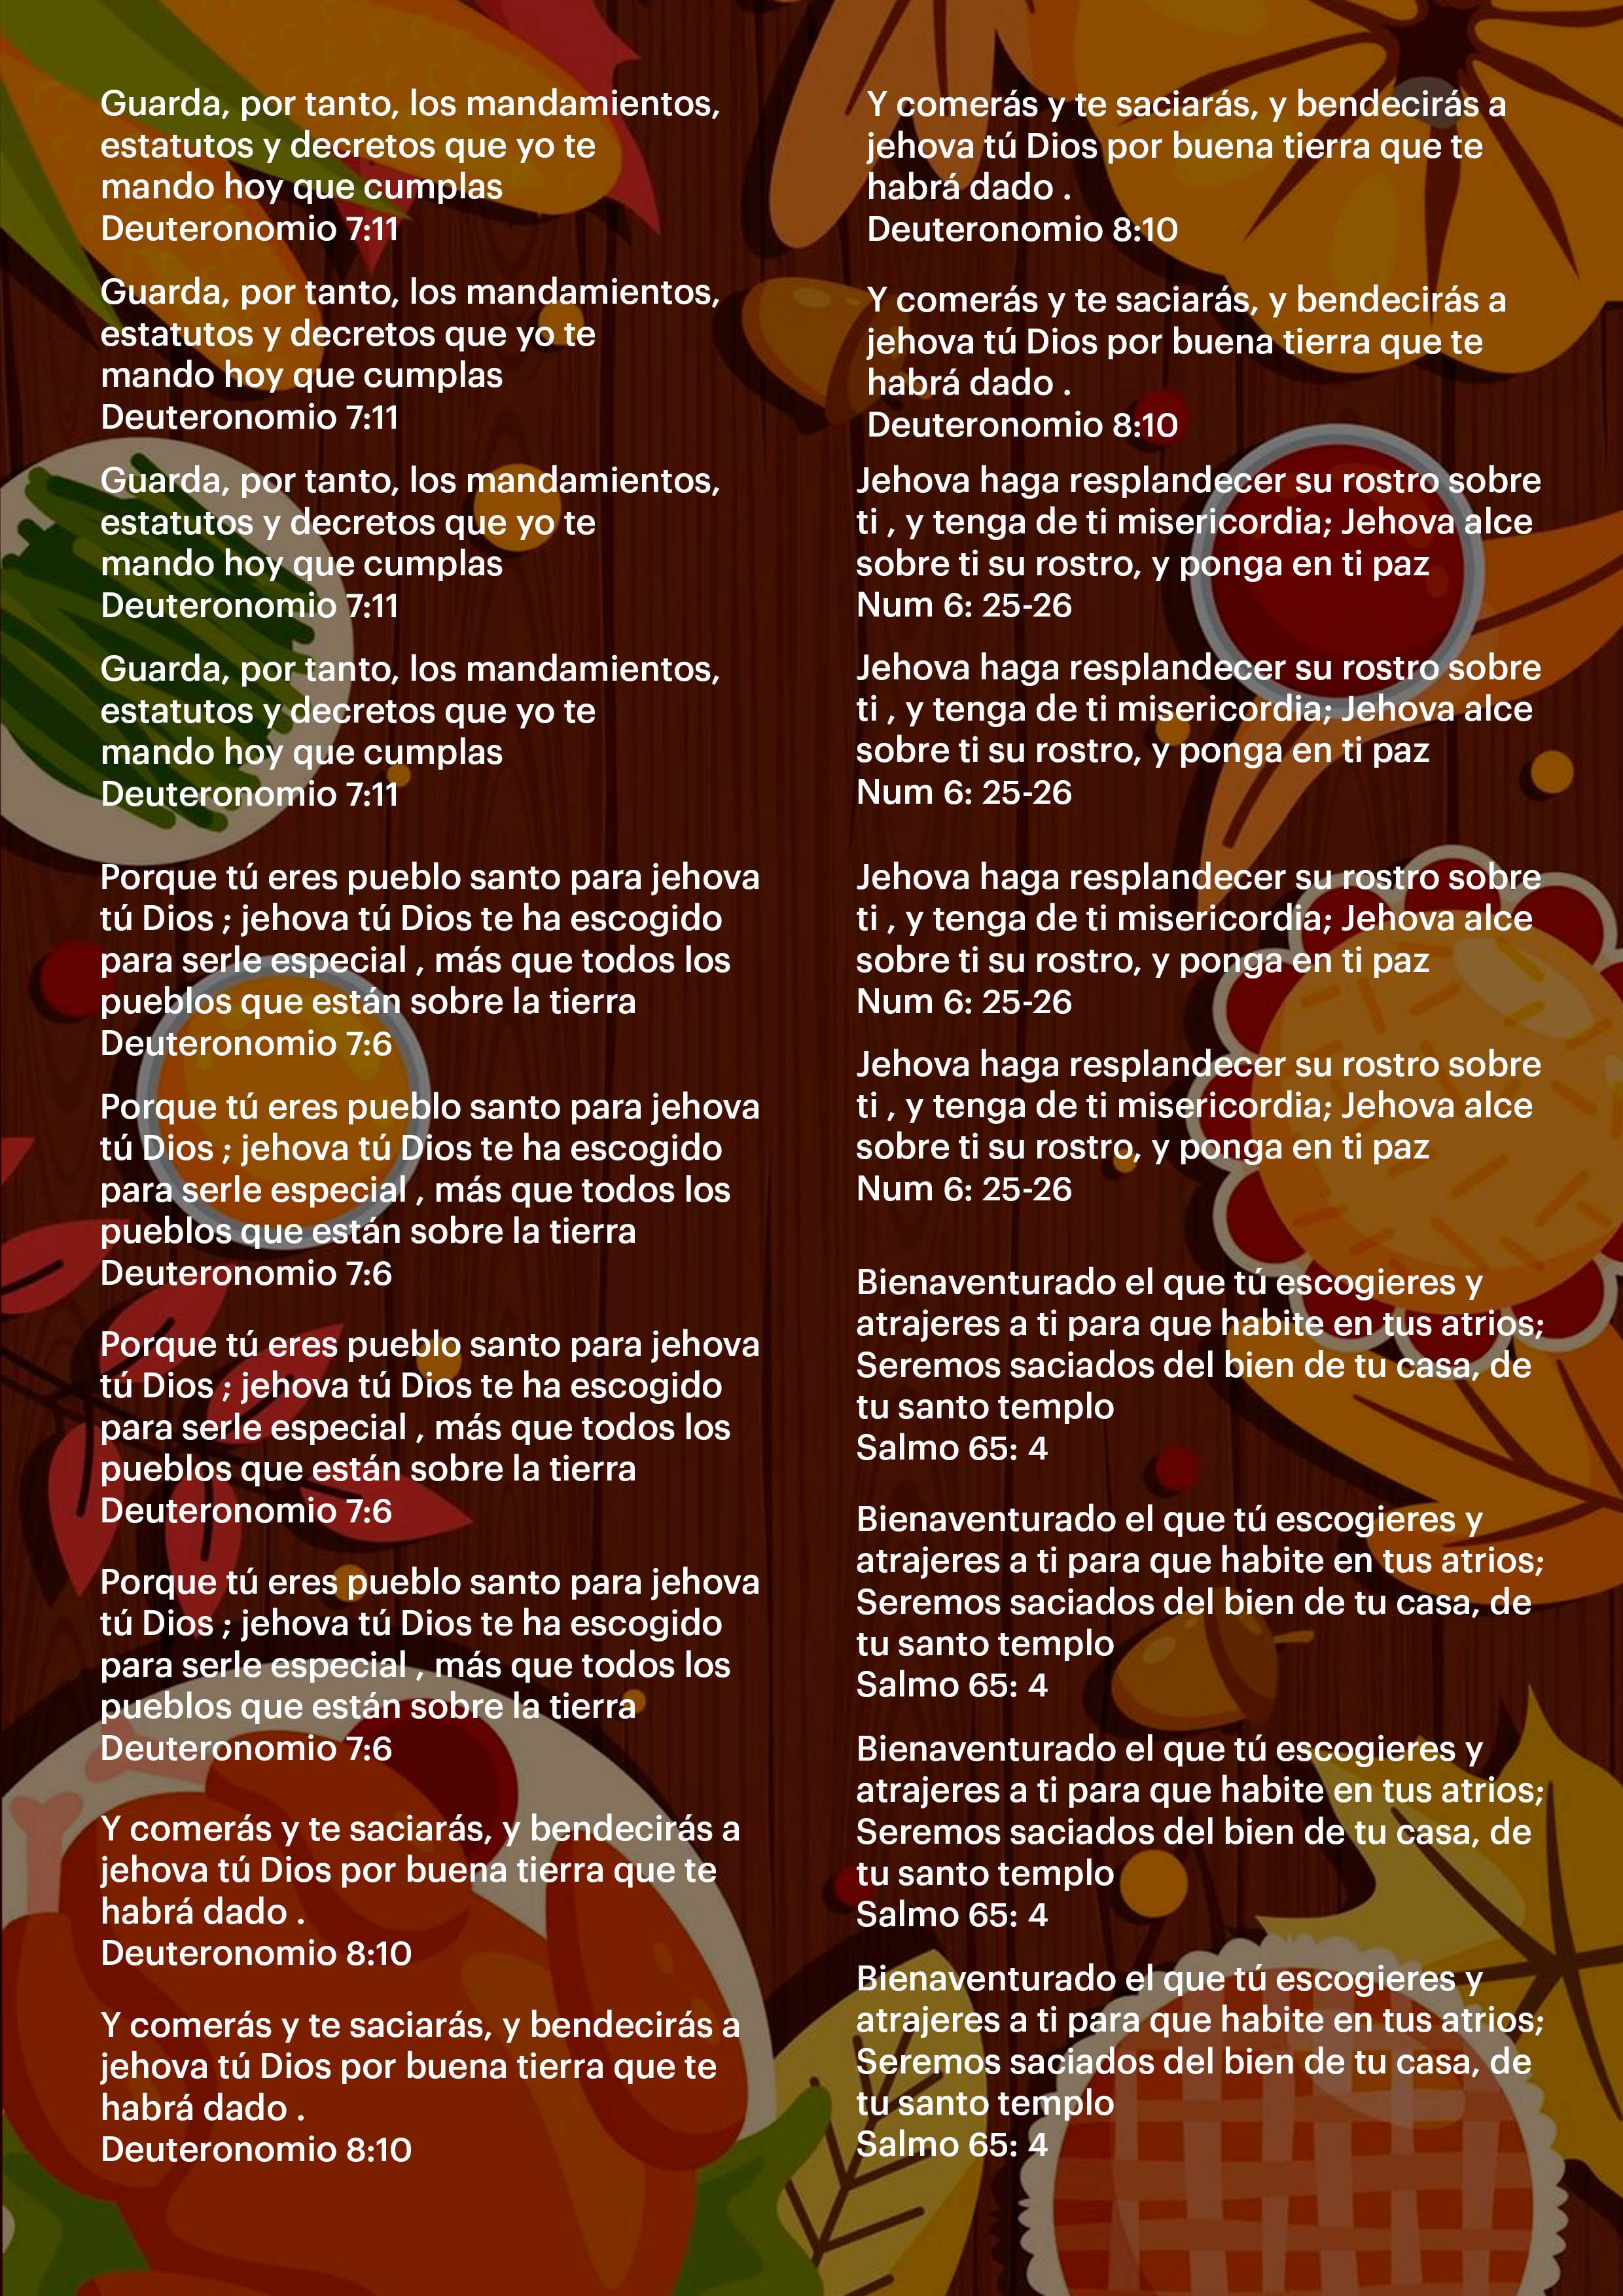 Guarda, por tanto, los mandamientos,
estatutos y decretos que yo te
mando hoy que cumplas
Deuteronomio 7:11
Guarda, por tanto, los mandamientos,
estatutos y decretos que yo te
mando hoy que cumplas
Deuteronomio 7:11
Guarda, por tanto, los mandamientos,
estatutos y decretos que yo te
mando hoy que cumplas
Deuteronomio 7:11
Guarda, por tanto, los mandamientos,
estatutos y decretos que yo te
mando hoy que cumplas
Deuteronomio 7:11
Porque tú eres pueblo santo para jehova
tú Dios ; jehova tú Dios te ha escogido
para serle especial , más que todos los
pueblos que están sobre la tierra
Deuteronomio 7:6
Porque tú eres pueblo santo para jehova
tú Dios ; jehova tú Dios te ha escogido
para serle especial , más que todos los
pueblos que están sobre la tierra
Deuteronomio 7:6
Porque tú eres pueblo santo para jehova
tú Dios ; jehova tú Dios te ha escogido
para serle especial , más que todos los
pueblos que están sobre la tierra
Deuteronomio 7:6
Porque tú eres pueblo santo para jehova
tú Dios ; jehova tú Dios te ha escogido
para serle especial , más que todos los
pueblos que están sobre la tierra
Deuteronomio 7:6
Y comerás y te saciarás, y bendecirás a
jehova tú Dios por buena tierra que te
habrá dado .
Deuteronomio 8:10
Y comerás y te saciarás, y bendecirás a
jehova tú Dios por buena tierra que te
habrá dado .
Deuteronomio 8:10
Y comerás y te saciarás, y bendecirás a
jehova tú Dios por buena tierra que te
habrá dado .
Deuteronomio 8:10
Y comerás y te saciarás, y bendecirás a
jehova tú Dios por buena tierra que te
habrá dado .
Deuteronomio 8:10
Jehova haga resplandecer su rostro sobre
ti , y tenga de ti misericordia; Jehova alce
sobre ti su rostro, y ponga en ti paz
Num 6: 25-26
Jehova haga resplandecer su rostro sobre
ti , y tenga de ti misericordia; Jehova alce
sobre ti su rostro, y ponga en ti paz
Num 6: 25-26
Jehova haga resplandecer su rostro sobre
ti , y tenga de ti misericordia; Jehova alce
sobre ti su rostro, y ponga en ti paz
Num 6: 25-26
Jehova haga resplandecer su rostro sobre
ti , y tenga de ti misericordia; Jehova alce
sobre ti su rostro, y ponga en ti paz
Num 6: 25-26
Bienaventurado el que tú escogieres y
atrajeres a ti para que habite en tus atrios;
Seremos saciados del bien de tu casa, de
tu santo templo
Salmo 65: 4
Bienaventurado el que tú escogieres y
atrajeres a ti para que habite en tus atrios;
Seremos saciados del bien de tu casa, de
tu santo templo
Salmo 65: 4
Bienaventurado el que tú escogieres y
atrajeres a ti para que habite en tus atrios;
Seremos saciados del bien de tu casa, de
tu santo templo
Salmo 65: 4
Bienaventurado el que tú escogieres y
atrajeres a ti para que habite en tus atrios;
Seremos saciados del bien de tu casa, de
tu santo templo
Salmo 65: 4